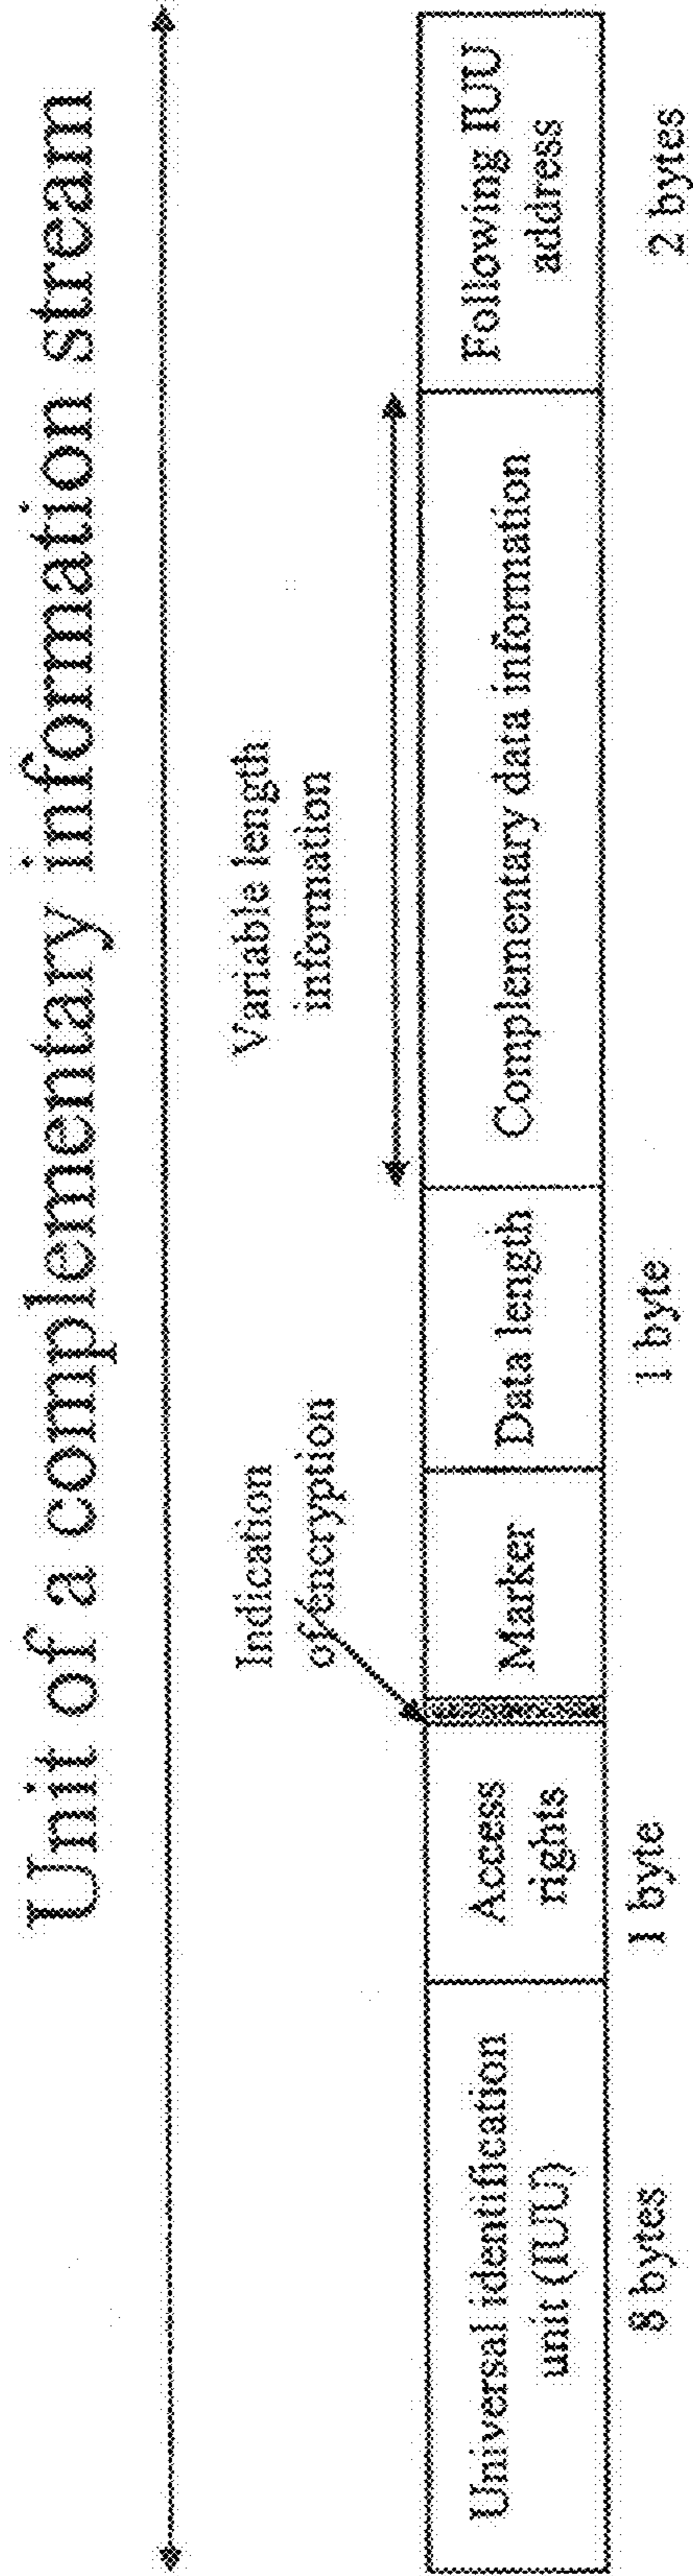 Unit of a complementary information stream
Indication
of encryption
Variable length
information
Universal identification
unit (IUU)
Access
rights
Marker
Data length
Complementary data information
Following IUU
address
8 bytes
1 byte
1 byte
2 bytes